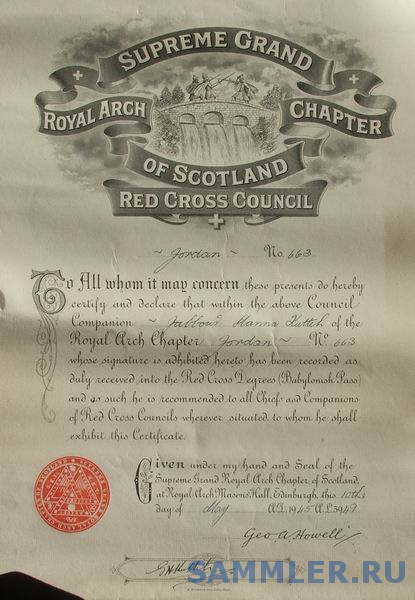 SUPREME GRAND
ROYAL ARCH CHAPTER
OF SCOTLAND
RED CROSS COUNCIL
~ Jordan ~ No. 663
To All whom it may concern these presents do hereby
certify and declare that within the above Council
Companion ~ Jabbour Hanna of the
Royal Arch Chapter Jordan ~ No. 663
whose signature is adhibited hereto has been recorded as
duly received into the Red Cross Degrees (Babylonish Pass)
and as such he is recommended to all Chiefs and Companions
of Red Cross Councils wherever situated to whom he shall
exhibit this Certificate.
Given under my hand and Seal of the
Supreme Grand Royal Arch Chapter of Scotland,
at Royal Arch Masons' Hall, Edinburgh, this 10th
day of May A.D. 1945 A.L. 5949
Geo. A. Howell
SAMMLER.RU